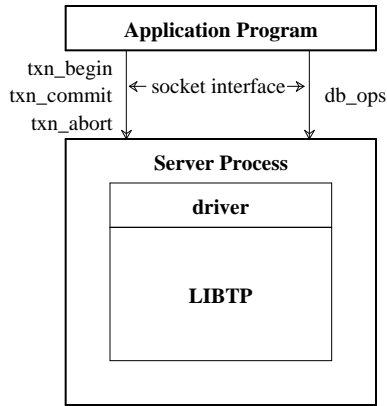 Application Program
txn_begin
txn_commit
txn_abort
socket interface
db_ops
Server Process
driver
LIBTP